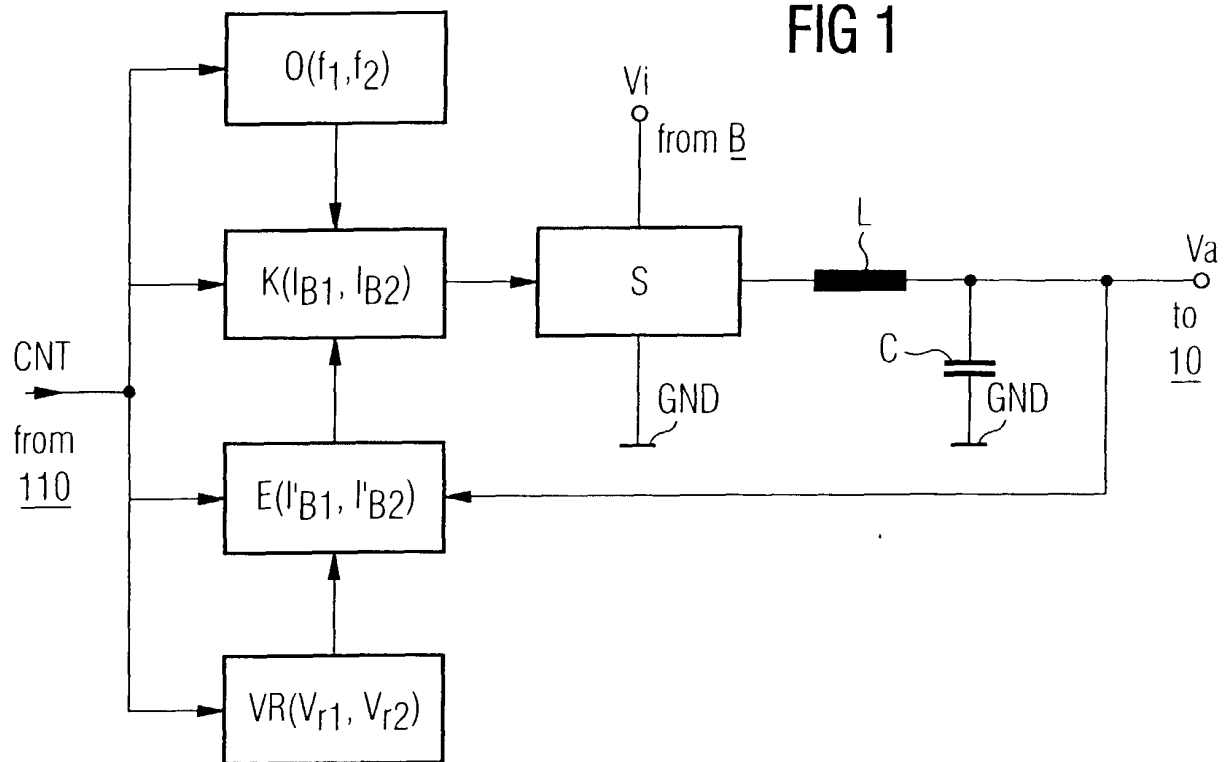 FIG 1
O(f1,f2)
Vi
from B
K(IB1, IB2)
S
L
Va
to
10
C
GND
CNT
from
110
GND
E(I'B1, I'B2)
VR(Vr1, Vr2)